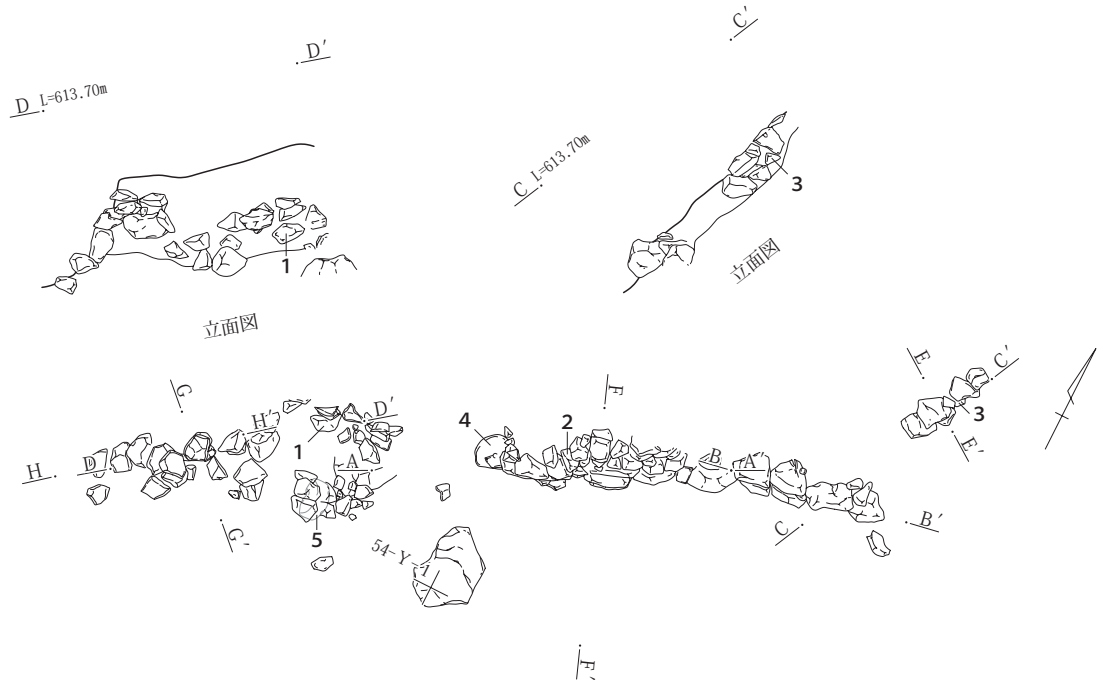 D L=613.70m
D′
C L=613.70m
C′
1
3
立面図
立面図
G
H′
D′
1
H
D
A
G′
5
4
2
F
B
A′
C
B′
E
C′
3
E′
54-Y-1
F′